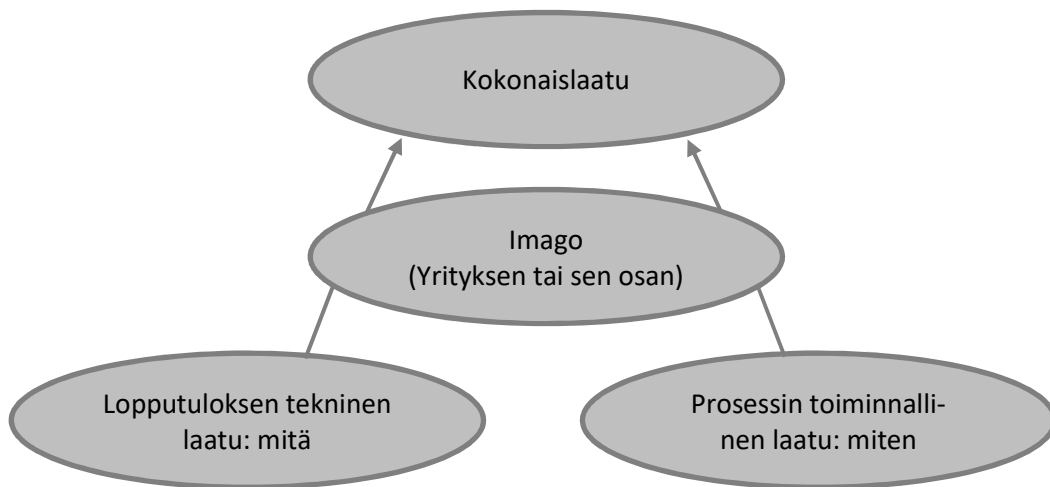 Kokonaislaatu
Imago
(Yrityksen tai sen osan)
Lopputuloksen tekninen
laatu: mitä
Prosessin toiminnalli-
nen laatu: miten